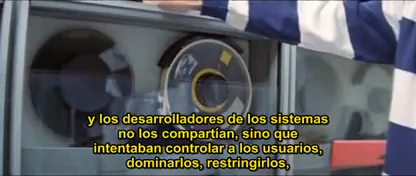 y los desarrolladores de los sistemas
no los compartían, sino que
intentaban controlar a los usuarios,
dominarlos, restringirlos,